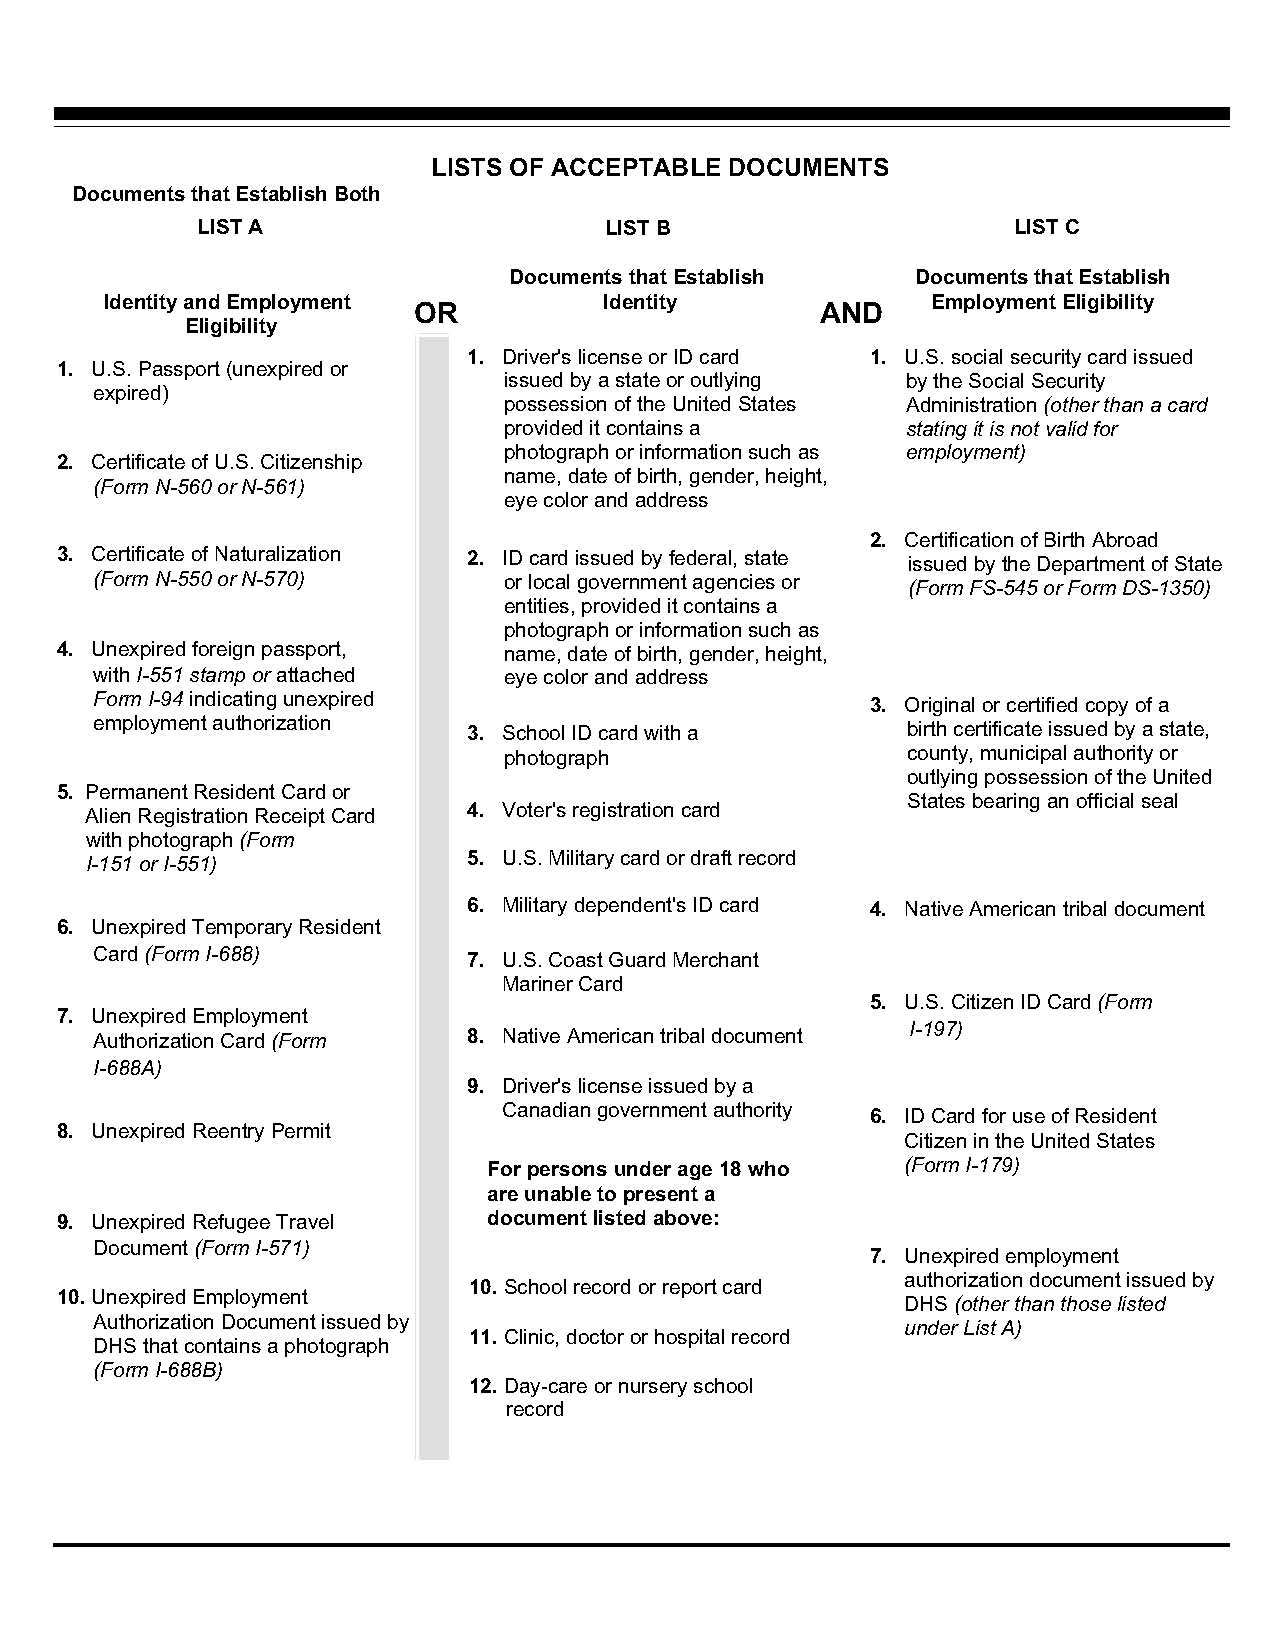 LISTS OF ACCEPTABLE DOCUMENTS
Documents that Establish Both
LIST A
Identity and Employment
Eligibility
1. U.S. Passport (unexpired or
expired)
2. Certificate of U.S. Citizenship
(Form N-560 or N-561)
3. Certificate of Naturalization
(Form N-550 or N-570)
4. Unexpired foreign passport,
with I-551 stamp or attached
Form I-94 indicating unexpired
employment authorization
5. Permanent Resident Card or
Alien Registration Receipt Card
with photograph (Form
I-151 or I-551)
6. Unexpired Temporary Resident
Card (Form I-688)
7. Unexpired Employment
Authorization Card (Form
I-688A)
8. Unexpired Reentry Permit
9. Unexpired Refugee Travel
Document (Form I-571)
10. Unexpired Employment
Authorization Document issued by
DHS that contains a photograph
(Form I-688B)
OR
LIST B
Documents that Establish
Identity
1. Driver's license or ID card
issued by a state or outlying
possession of the United States
provided it contains a
photograph or information such as
name, date of birth, gender, height,
eye color and address
2. ID card issued by federal, state
or local government agencies or
entities, provided it contains a
photograph or information such as
name, date of birth, gender, height,
eye color and address
3. School ID card with a
photograph
4. Voter's registration card
5. U.S. Military card or draft record
6. Military dependent's ID card
7. U.S. Coast Guard Merchant
Mariner Card
8. Native American tribal document
9. Driver's license issued by a
Canadian government authority
For persons under age 18 who
are unable to present a
document listed above:
10. School record or report card
11. Clinic, doctor or hospital record
12. Day-care or nursery school
record
AND
LIST C
Documents that Establish
Employment Eligibility
1. U.S. social security card issued
by the Social Security
Administration (other than a card
stating it is not valid for
employment)
2. Certification of Birth Abroad
issued by the Department of State
(Form FS-545 or Form DS-1350)
3. Original or certified copy of a
birth certificate issued by a state,
county, municipal authority or
outlying possession of the United
States bearing an official seal
4. Native American tribal document
5. U.S. Citizen ID Card (Form
I-197)
6. ID Card for use of Resident
Citizen in the United States
(Form I-179)
7. Unexpired employment
authorization document issued by
DHS (other than those listed
under List A)